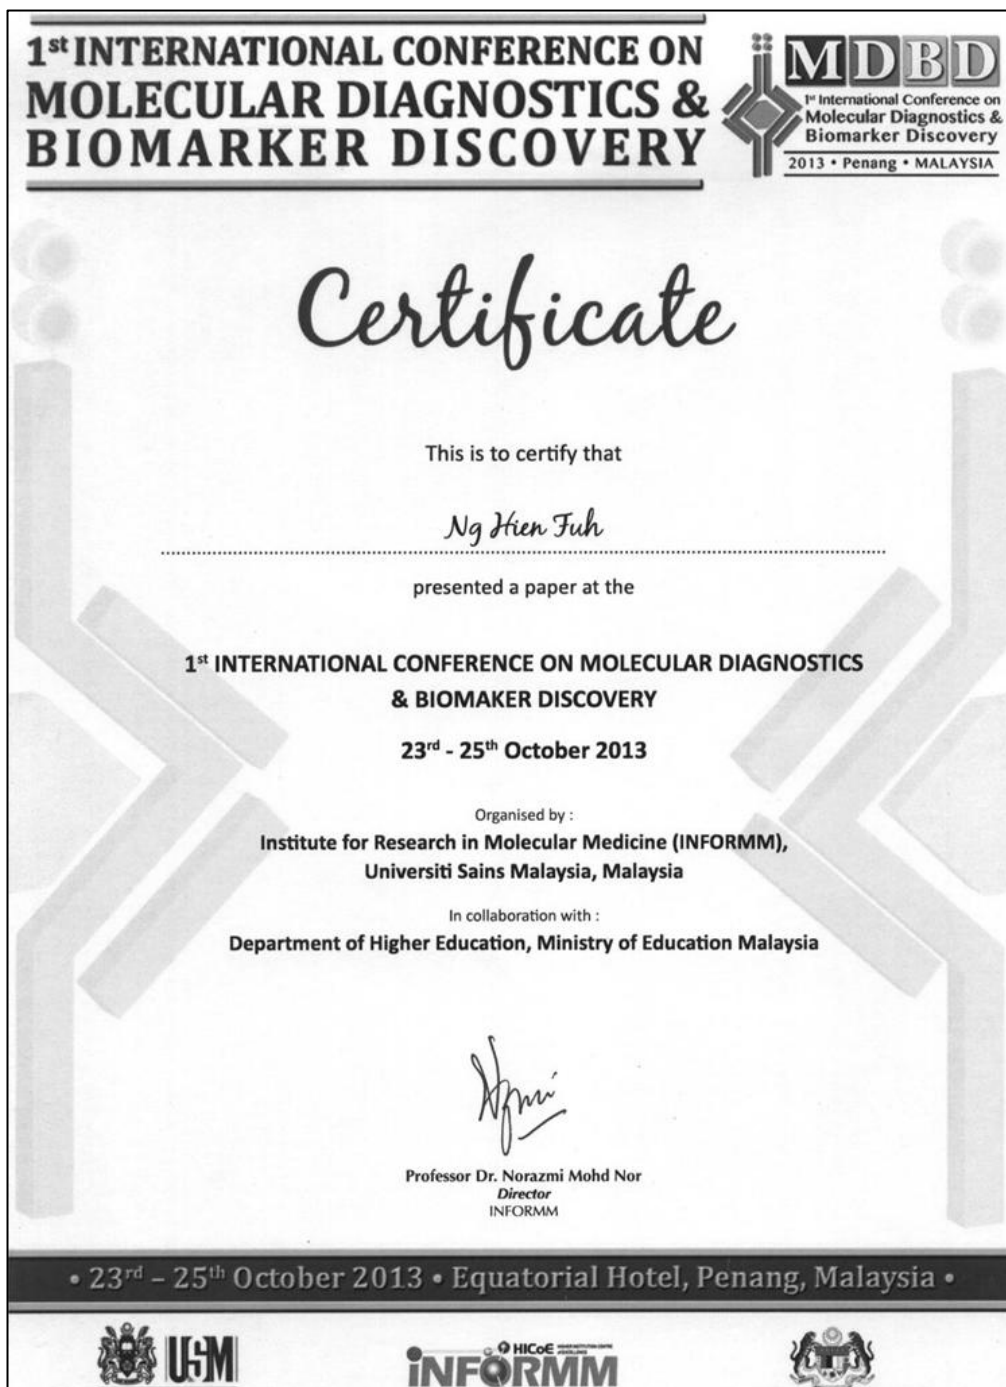 1st INTERNATIONAL CONFERENCE ON
MOLECULAR DIAGNOSTICS &
BIOMARKER DISCOVERY
MDBD
1st International Conference on
Molecular Diagnostics &
Biomarker Discovery
2013 • Penang • MALAYSIA
Certificate
This is to certify that
Ng Hien Fuh
presented a paper at the
1st INTERNATIONAL CONFERENCE ON MOLECULAR DIAGNOSTICS
& BIOMAKER DISCOVERY
23rd - 25th October 2013
Organised by :
Institute for Research in Molecular Medicine (INFORMM),
Universiti Sains Malaysia, Malaysia
In collaboration with :
Department of Higher Education, Ministry of Education Malaysia
Professor Dr. Norazmi Mohd Nor
Director
INFORMM
• 23rd – 25th October 2013 • Equatorial Hotel, Penang, Malaysia •
USM
HICoE
iNFORMM